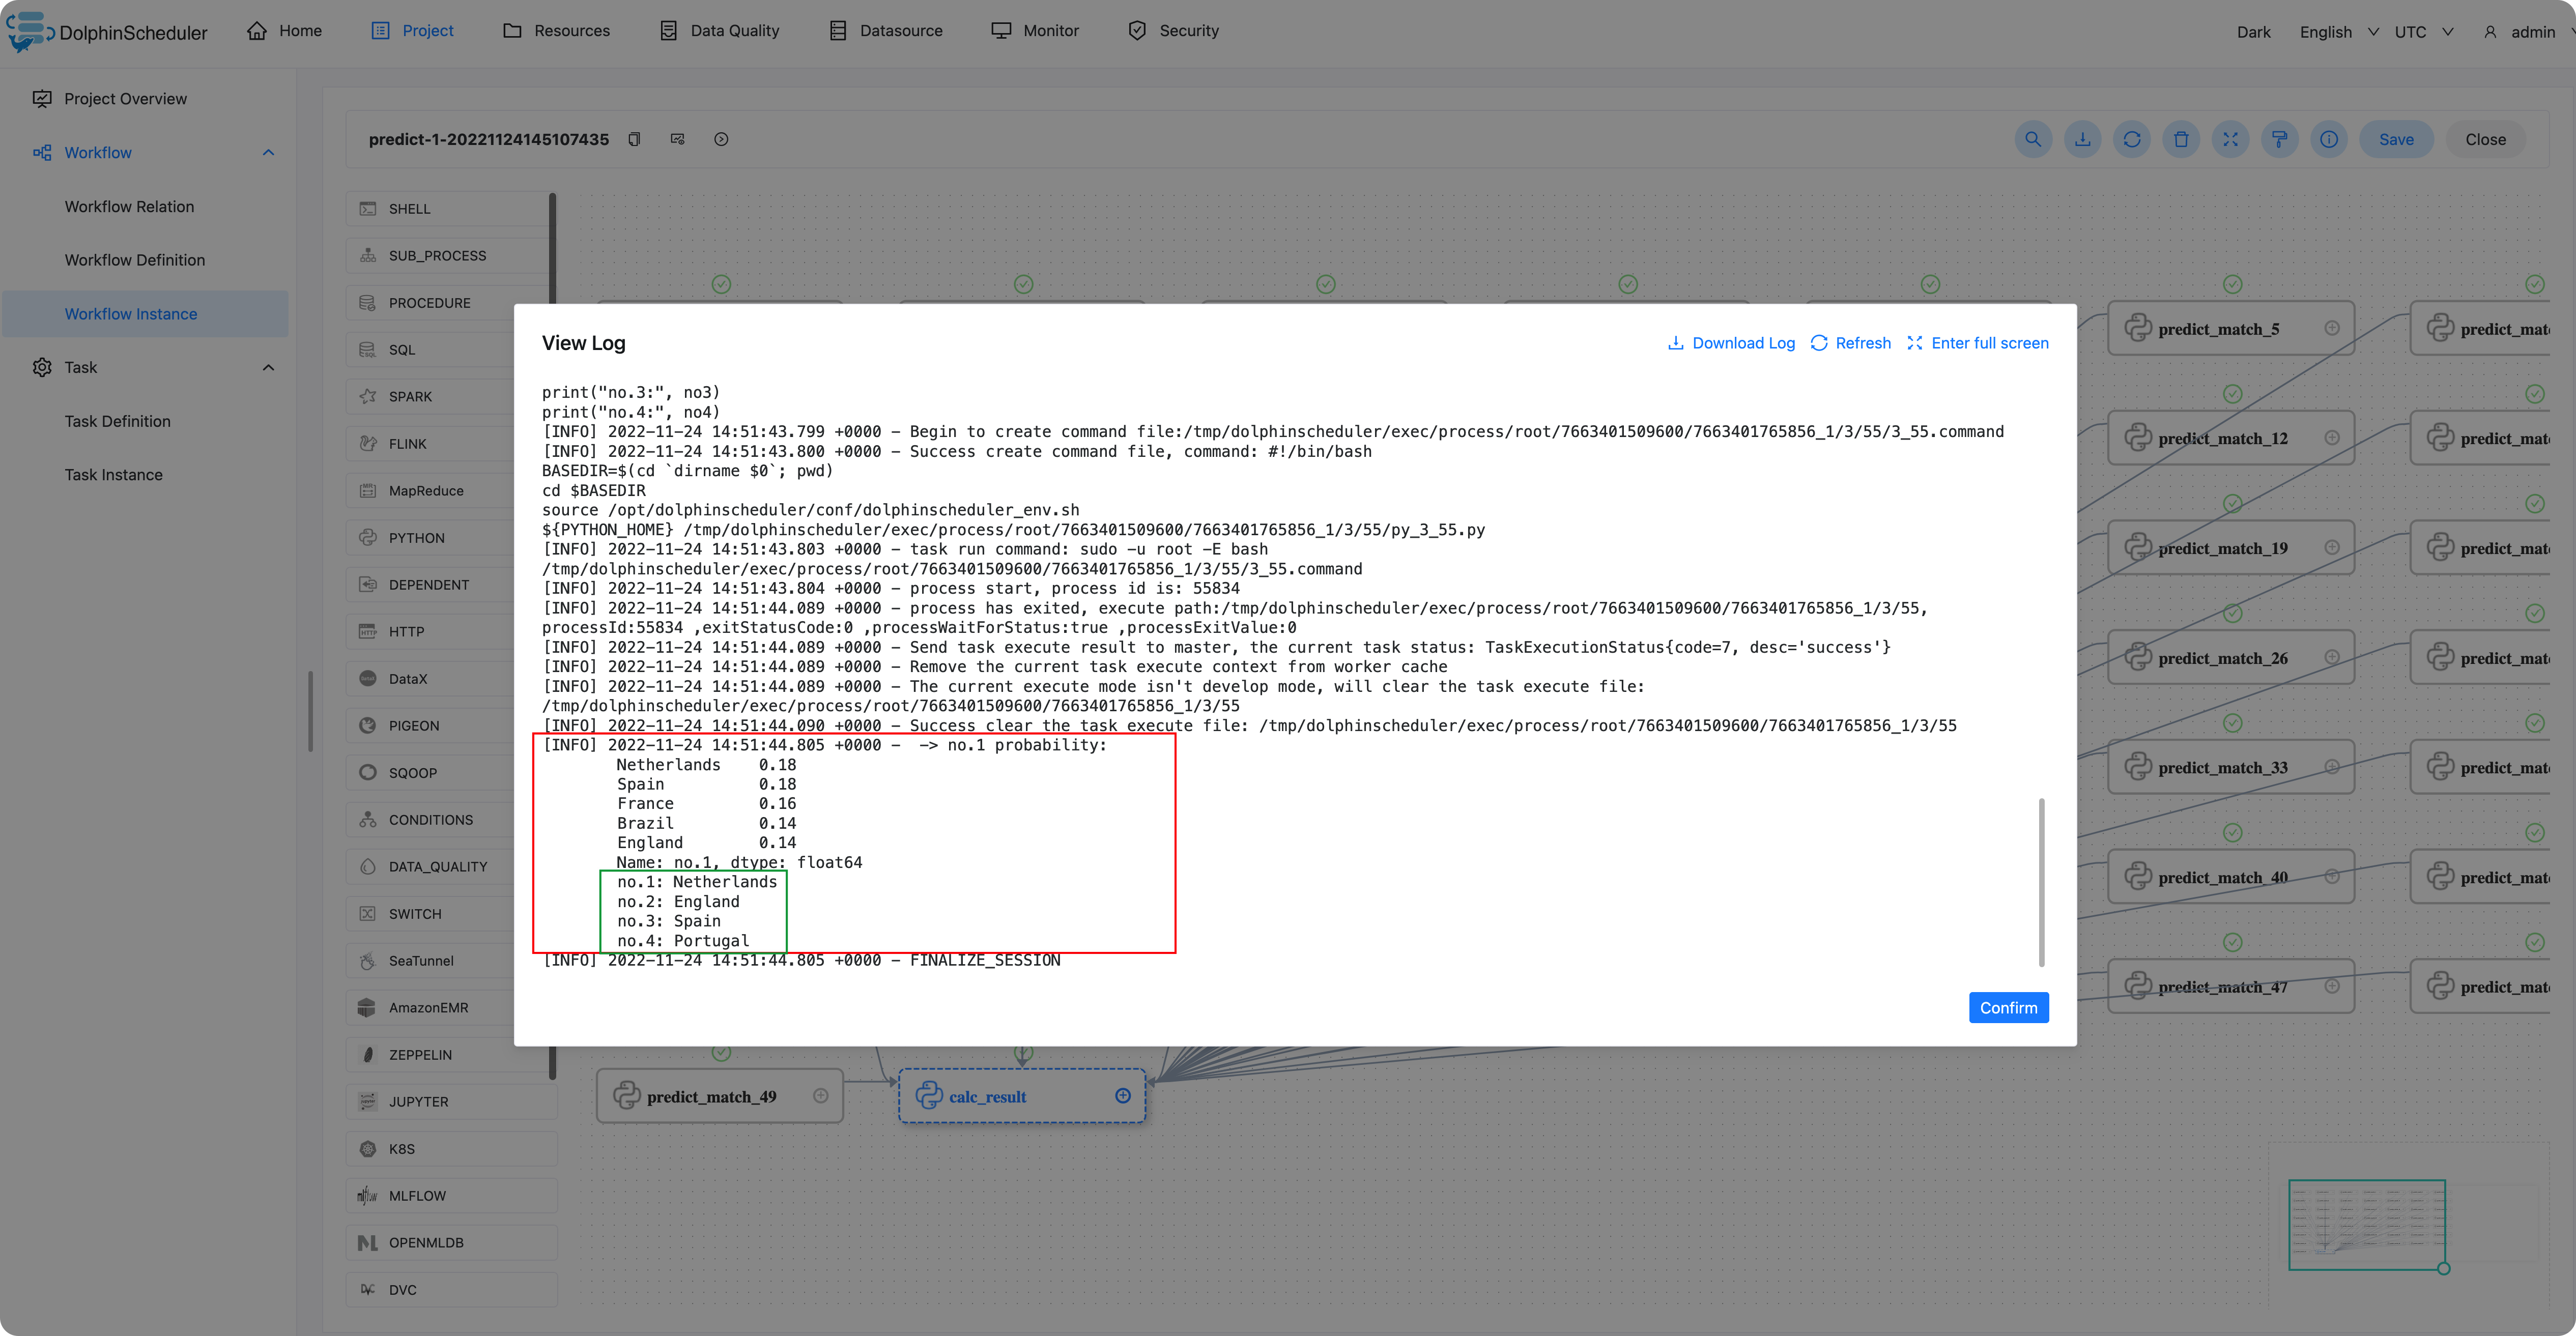 DolphinScheduler
Home
Project
Resources
Data Quality
Datasource
Monitor
Security
Dark
English
UTC
admin
Project Overview
Workflow
Workflow Relation
Workflow Definition
Workflow Instance
Task
Task Definition
Task Instance
predict-1-20221124145107435
Save
Close
SHELL
SUB_PROCESS
PROCEDURE
SQL
SPARK
FLINK
MapReduce
PYTHON
DEPENDENT
HTTP
DataX
PIGEON
SQOOP
CONDITIONS
DATA_QUALITY
SWITCH
SeaTunnel
AmazonEMR
ZEPPELIN
JUPYTER
K8S
MLFLOW
OPENMLDB
DVC
View Log
Download Log
Refresh
Enter full screen
print("no.3:", no3)
print("no.4:", no4)
[INFO] 2022-11-24 14:51:43.799 +0000 - Begin to create command file:/tmp/dolphinscheduler/exec/process/root/7663401509600/7663401765856_1/3/55/3_55.command
[INFO] 2022-11-24 14:51:43.800 +0000 - Success create command file, command: #!/bin/bash
BASEDIR=$(cd `dirname $0`; pwd)
cd $BASEDIR
source /opt/dolphinscheduler/conf/dolphinscheduler_env.sh
${PYTHON_HOME} /tmp/dolphinscheduler/exec/process/root/7663401509600/7663401765856_1/3/55/py_3_55.py
[INFO] 2022-11-24 14:51:43.803 +0000 - task run command: sudo -u root -E bash
/tmp/dolphinscheduler/exec/process/root/7663401509600/7663401765856_1/3/55/3_55.command
[INFO] 2022-11-24 14:51:43.804 +0000 - process start, process id is: 55834
[INFO] 2022-11-24 14:51:44.089 +0000 - process has exited, execute path:/tmp/dolphinscheduler/exec/process/root/7663401509600/7663401765856_1/3/55,
processId:55834 ,exitStatusCode:0 ,processWaitForStatus:true ,processExitValue:0
[INFO] 2022-11-24 14:51:44.089 +0000 - Send task execute result to master, the current task status: TaskExecutionStatus{code=7, desc='success'}
[INFO] 2022-11-24 14:51:44.089 +0000 - Remove the current task execute context from worker cache
[INFO] 2022-11-24 14:51:44.089 +0000 - The current execute mode isn't develop mode, will clear the task execute file:
/tmp/dolphinscheduler/exec/process/root/7663401509600/7663401765856_1/3/55
[INFO] 2022-11-24 14:51:44.090 +0000 - Success clear the task execute file: /tmp/dolphinscheduler/exec/process/root/7663401509600/7663401765856_1/3/55
[INFO] 2022-11-24 14:51:44.805 +0000 -  -> no.1 probability:
Netherlands    0.18
Spain          0.18
France         0.16
Brazil         0.14
England        0.14
Name: no.1, dtype: float64
no.1: Netherlands
no.2: England
no.3: Spain
no.4: Portugal
[INFO] 2022-11-24 14:51:44.805 +0000 - FINALIZE_SESSION
Confirm
predict_match_5
predict_mat
predict_match_12
predict_mat
predict_match_19
predict_mat
predict_match_26
predict_mat
predict_match_33
predict_mat
predict_match_40
predict_mat
predict_match_47
predict_mat
predict_match_49
calc_result